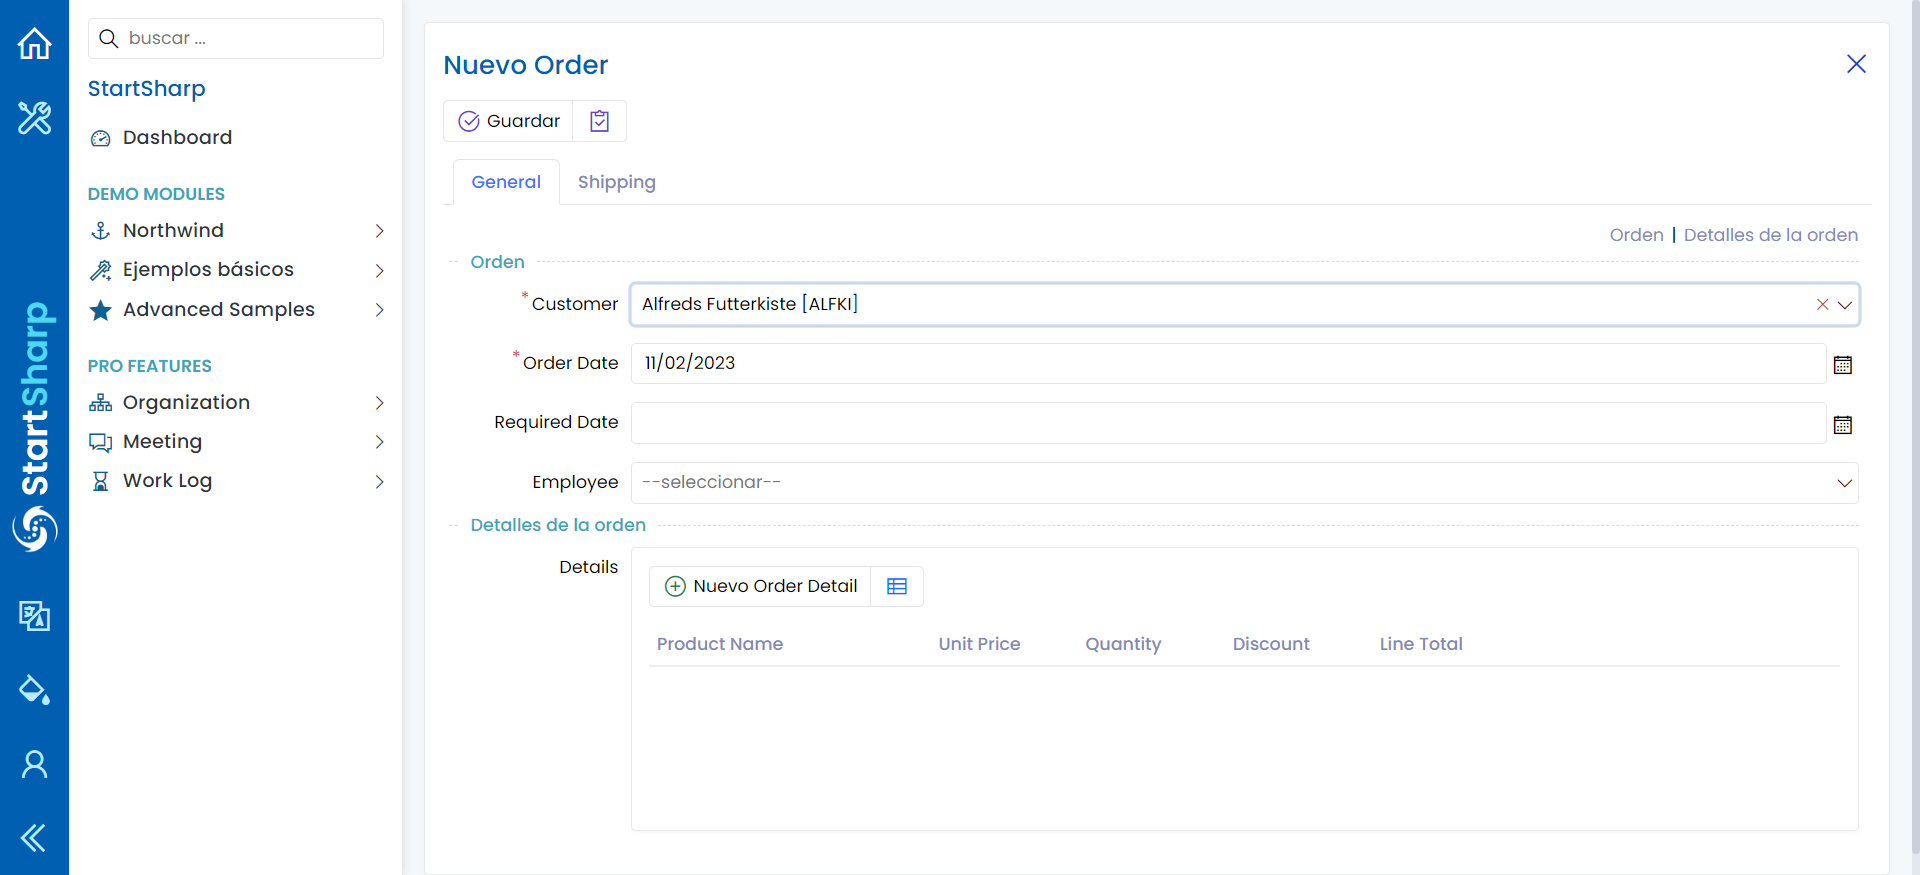 StartSharp
buscar ...
StartSharp
Dashboard
DEMO MODULES
Northwind
Ejemplos básicos
Advanced Samples
PRO FEATURES
Organization
Meeting
Work Log
Nuevo Order
Guardar
General Shipping
Orden | Detalles de la orden
Orden
*Customer Alfreds Futterkiste [ALFKI]
*Order Date 11/02/2023
Required Date
Employee --seleccionar--
Detalles de la orden
Details
Nuevo Order Detail
Product Name Unit Price Quantity Discount Line Total